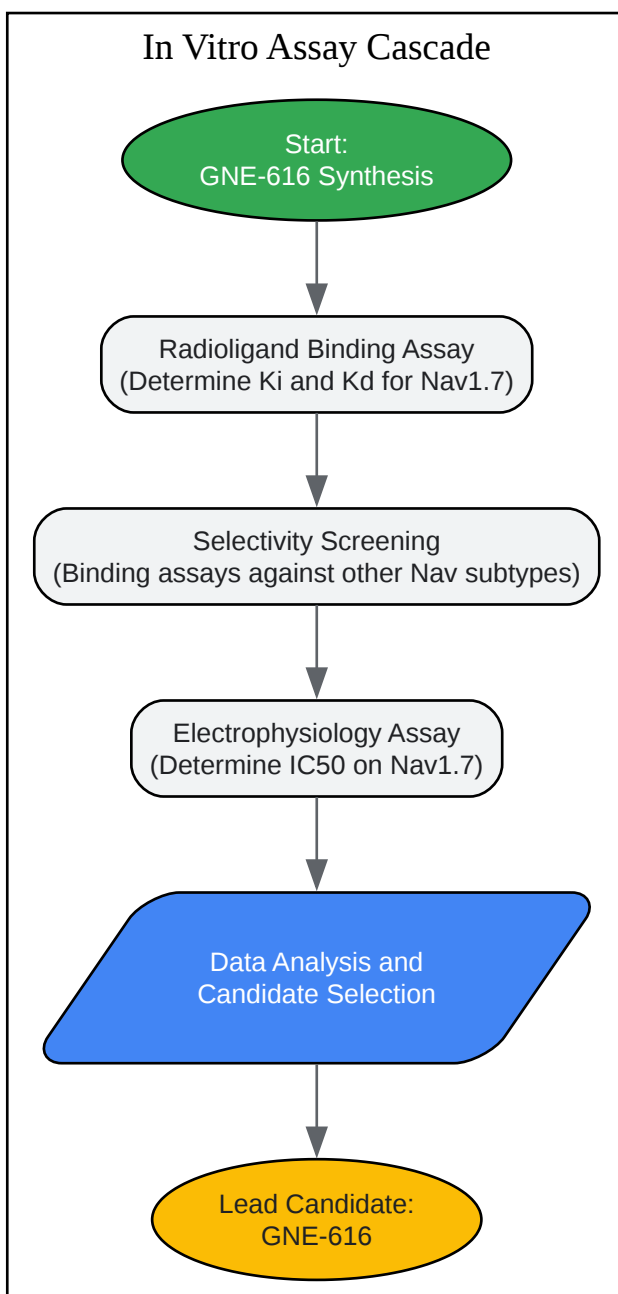 In Vitro Assay Cascade
Start:
GNE-616 Synthesis
Radioligand Binding Assay
(Determine Ki and Kd for Nav1.7)
Selectivity Screening
(Binding assays against other Nav subtypes)
Electrophysiology Assay
(Determine IC50 on Nav1.7)
Data Analysis and
Candidate Selection
Lead Candidate:
GNE-616